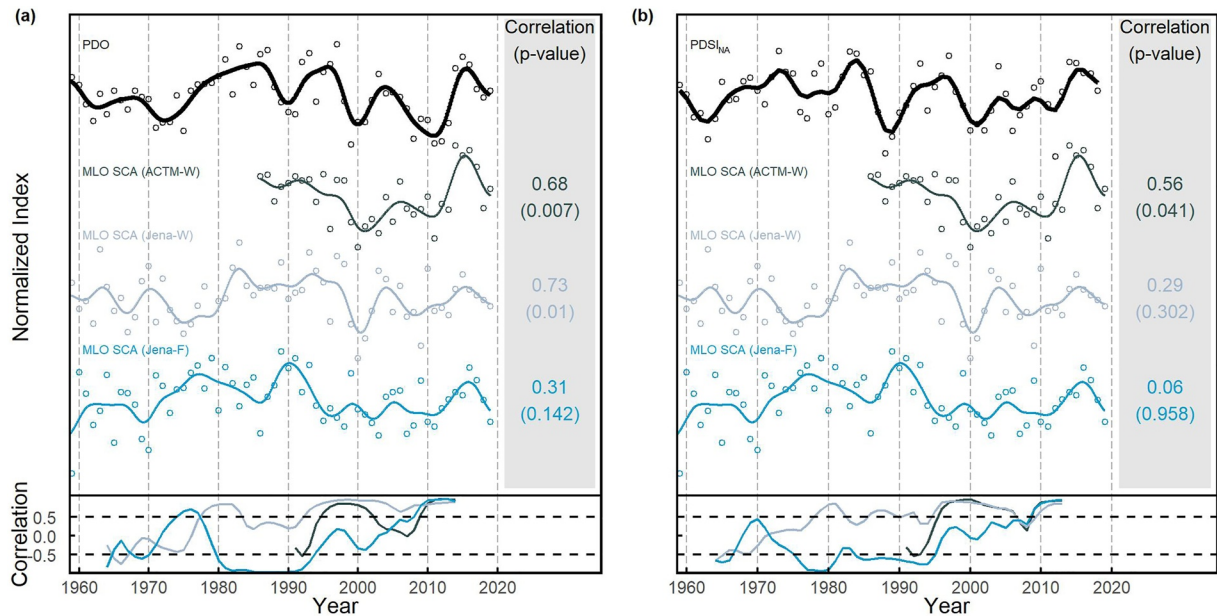 (a)
Correlation
(p-value)
PDO
MLO SCA (ACTM-W)
0.68
(0.007)
MLO SCA (Jena-W)
0.73
(0.01)
MLO SCA (Jena-F)
0.31
(0.142)
Normalized Index
Correlation
0.5
0.0
-0.5
1960 1970 1980 1990 2000 2010 2020
Year
(b)
Correlation
(p-value)
PDSINA
MLO SCA (ACTM-W)
0.56
(0.041)
MLO SCA (Jena-W)
0.29
(0.302)
MLO SCA (Jena-F)
0.06
(0.958)
Normalized Index
Correlation
0.5
0.0
-0.5
1960 1970 1980 1990 2000 2010 2020
Year